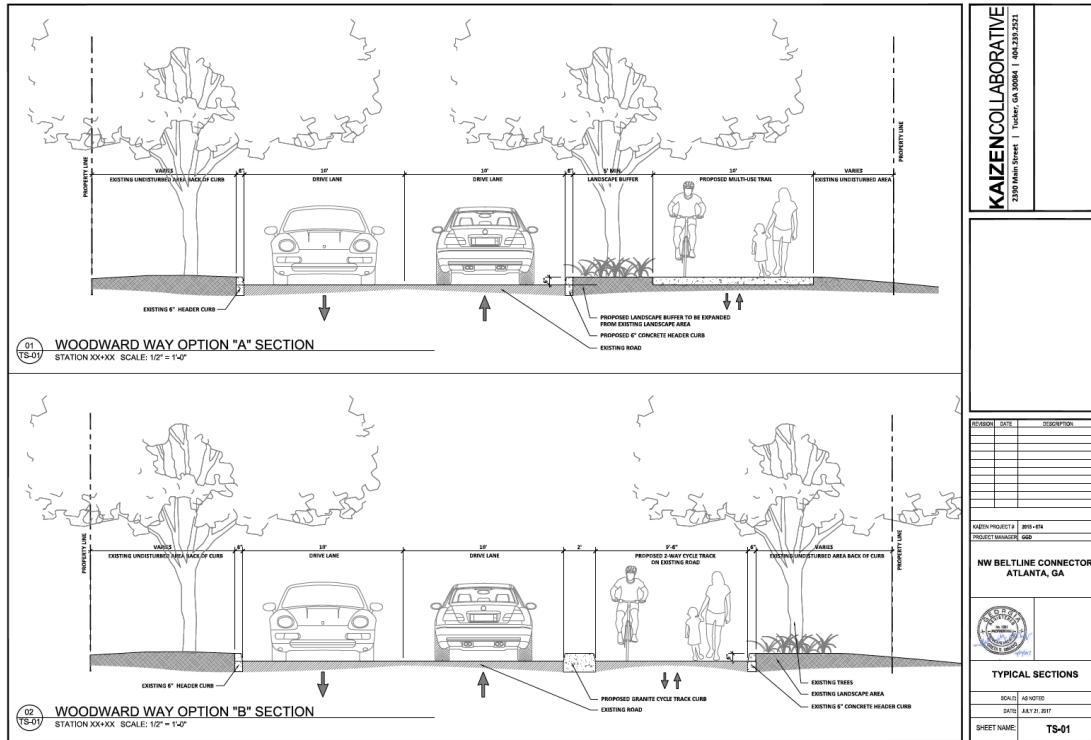 PROPERTY LINE
VARIES
EXISTING UNDISTURBED AREA BACK OF CURB
6"
10'
DRIVE LANE
10'
DRIVE LANE
6"
5' MIN.
LANDSCAPE BUFFER
10'
PROPOSED MULTI-USE TRAIL
VARIES
EXISTING UNDISTURBED AREA
PROPERTY LINE
6"
EXISTING 6" HEADER CURB
PROPOSED LANDSCAPE BUFFER TO BE EXPANDED
FROM EXISTING LANDSCAPE AREA
PROPOSED 6" CONCRETE HEADER CURB
EXISTING ROAD
01
TS-01
WOODWARD WAY OPTION "A" SECTION
STATION XX+XX SCALE: 1/2" = 1'-0"
PROPERTY LINE
VARIES
EXISTING UNDISTURBED AREA BACK OF CURB
6"
10'
DRIVE LANE
10'
DRIVE LANE
2'
9'-6"
PROPOSED 2-WAY CYCLE TRACK
ON EXISTING ROAD
6"
VARIES
EXISTING UNDISTURBED AREA BACK OF CURB
PROPERTY LINE
6"
EXISTING 6" HEADER CURB
PROPOSED GRANITE CYCLE TRACK CURB
EXISTING ROAD
EXISTING TREES
EXISTING LANDSCAPE AREA
EXISTING 6" CONCRETE HEADER CURB
02
TS-01
WOODWARD WAY OPTION "B" SECTION
STATION XX+XX SCALE: 1/2" = 1'-0"
KAIZENCOLLABORATIVE
2390 Main Street | Tucker, GA 30084 | 404.239.2521
REVISION DATE DESCRIPTION
KAIZEN PROJECT # 2015 - 074
PROJECT MANAGER: GGD
NW BELTLINE CONNECTOR
ATLANTA, GA
GEORGIA
TYPICAL SECTIONS
SCALE: AS NOTED
DATE: JULY 21, 2017
SHEET NAME: TS-01